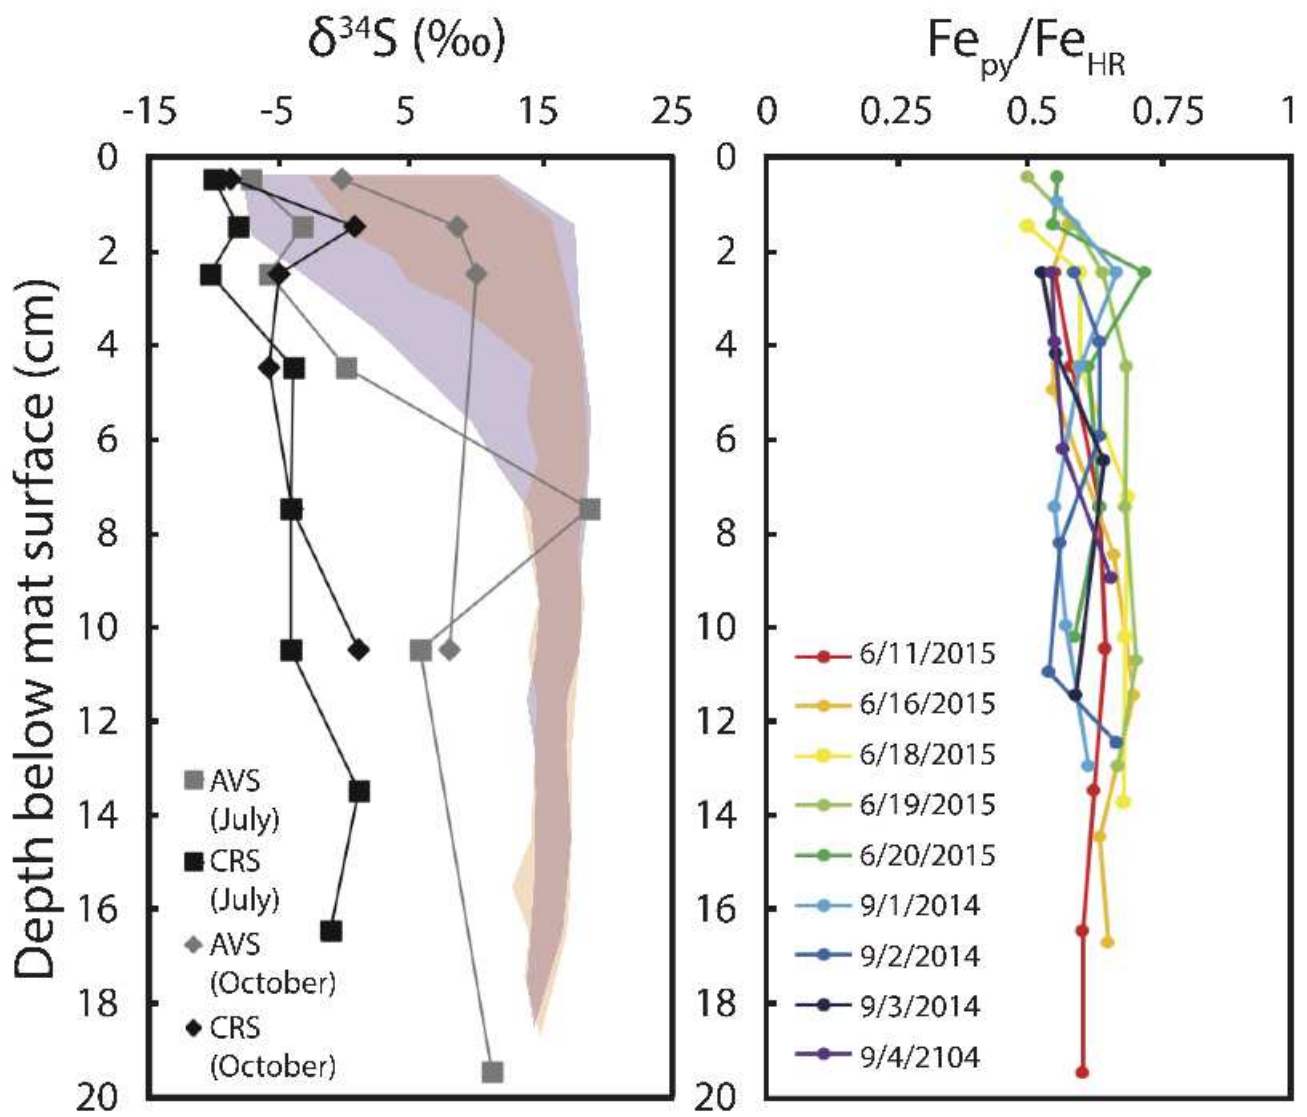 δ³⁴S (‰)
-15 -5 5 15 25
0
2
4
6
8
10
12
14
16
18
20
Depth below mat surface (cm)
AVS
(July)
CRS
(July)
AVS
(October)
CRS
(October)
Fe_py/Fe_HR
0 0.25 0.5 0.75 1
0
2
4
6
8
10
12
14
16
18
20
6/11/2015
6/16/2015
6/18/2015
6/19/2015
6/20/2015
9/1/2014
9/2/2014
9/3/2014
9/4/2104